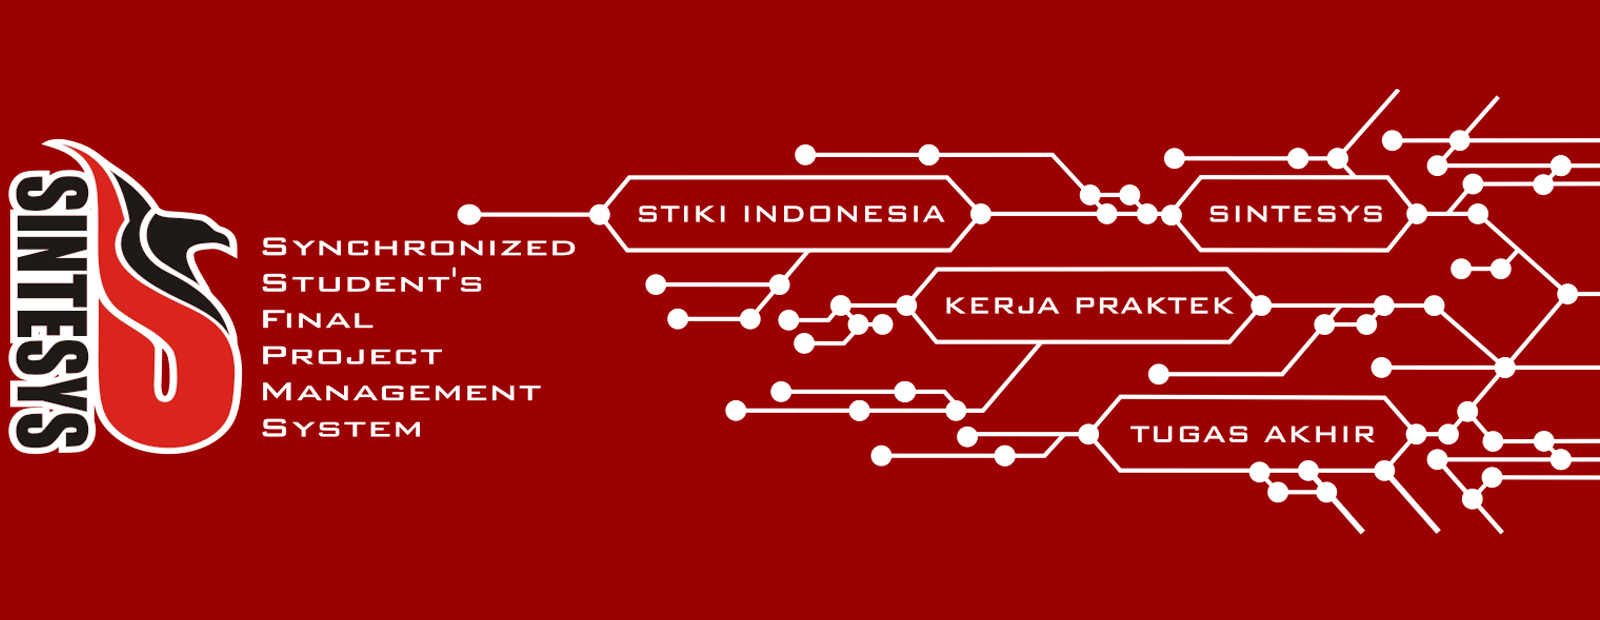 SINTESYS
SYNCHRONIZED
STUDENT'S
FINAL
PROJECT
MANAGEMENT
SYSTEM
STIKI INDONESIA
SINTESYS
KERJA PRAKTEK
TUGAS AKHIR